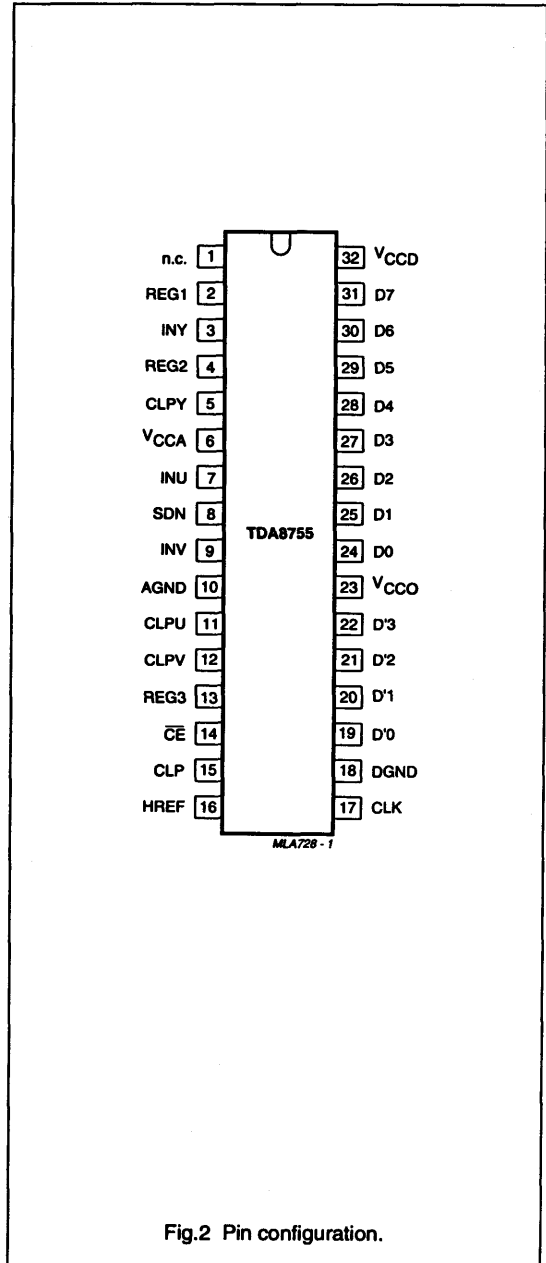 n.c. 1 32 VCCD
REG1 2 31 D7
INY 3 30 D6
REG2 4 29 D5
CLPY 5 28 D4
VCCA 6 27 D3
INU 7 26 D2
SDN 8 25 D1
TDA8755
INV 9 24 D0
AGND 10 23 VCCO
CLPU 11 22 D'3
CLPV 12 21 D'2
REG3 13 20 D'1
C̅E̅ 14 19 D'0
CLP 15 18 DGND
HREF 16 17 CLK
MLA728 - 1
Fig.2 Pin configuration.